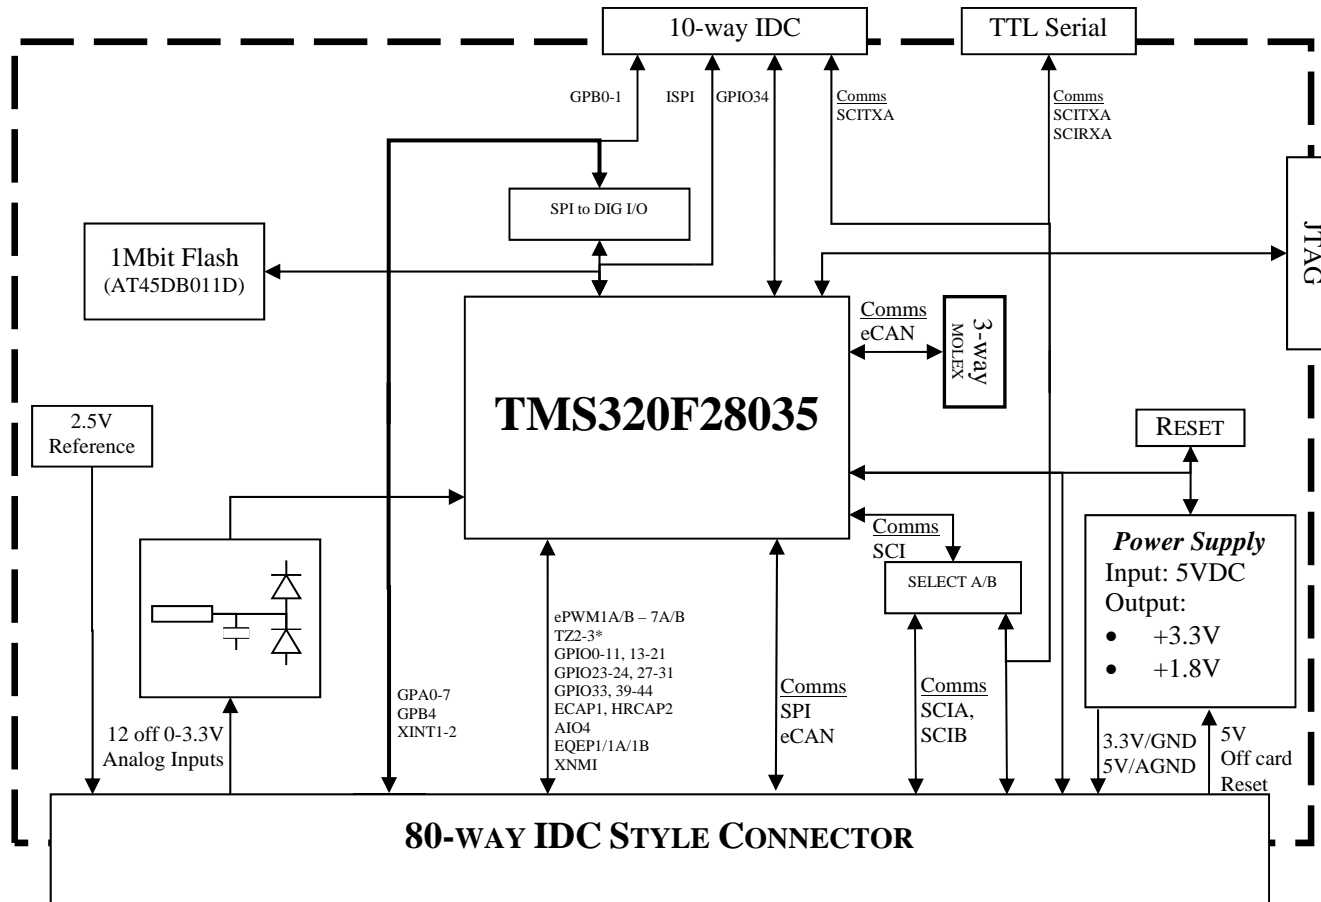 10-way IDC
TTL Serial
GPB0-1
ISPI
GPIO34
Comms
SCITXA
Comms
SCITXA
SCIRXA
SPI to DIG I/O
JTAG
1Mbit Flash
(AT45DB011D)
Comms
eCAN
3-way
MOLEX
TMS320F28035
2.5V
Reference
RESET
Comms
SCI
SELECT A/B
Power Supply
Input: 5VDC
Output:
• +3.3V
• +1.8V
ePWM1A/B – 7A/B
TZ2-3*
GPIO0-11, 13-21
GPIO23-24, 27-31
GPIO33, 39-44
ECAP1, HRCAP2
AIO4
EQEP1/1A/1B
XNMI
GPA0-7
GPB4
XINT1-2
Comms
SPI
eCAN
Comms
SCIA,
SCIB
12 off 0-3.3V
Analog Inputs
3.3V/GND
5V/AGND
5V
Off card
Reset
80-WAY IDC STYLE CONNECTOR